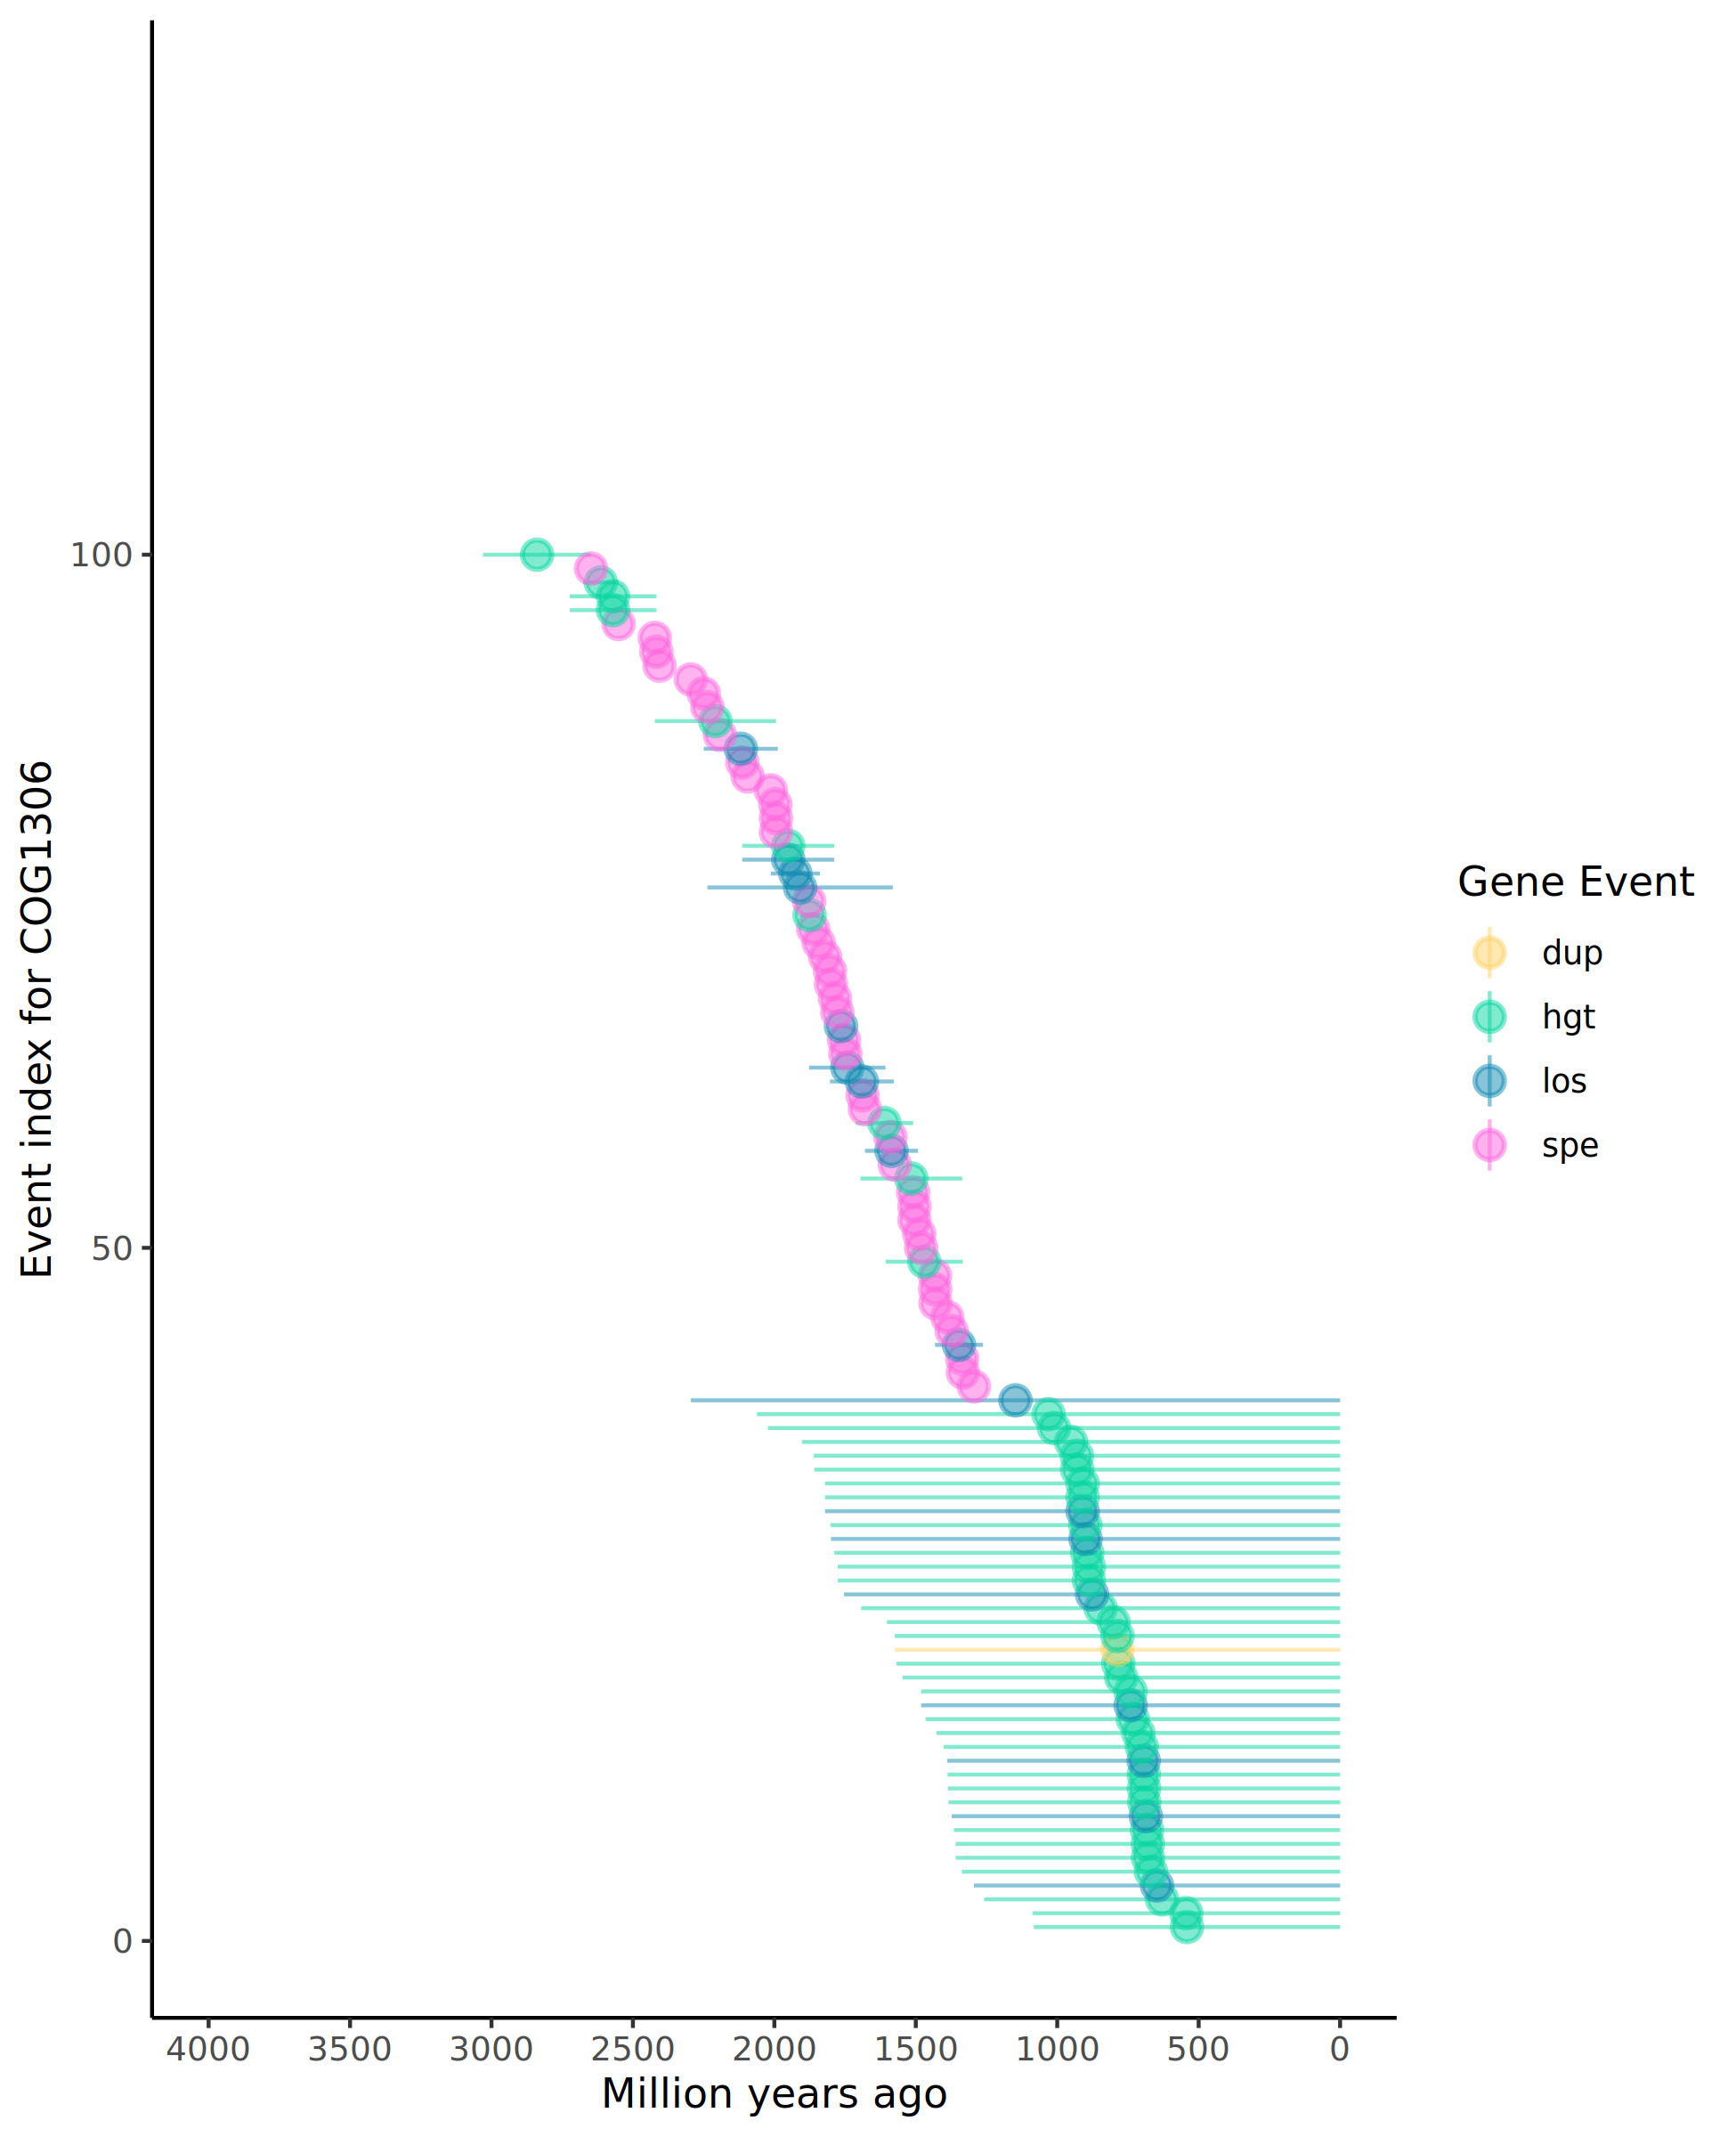 Event index for COG1306
100
50
0
4000 3500 3000 2500 2000 1500 1000 500 0
Million years ago
Gene Event
dup
hgt
los
spe